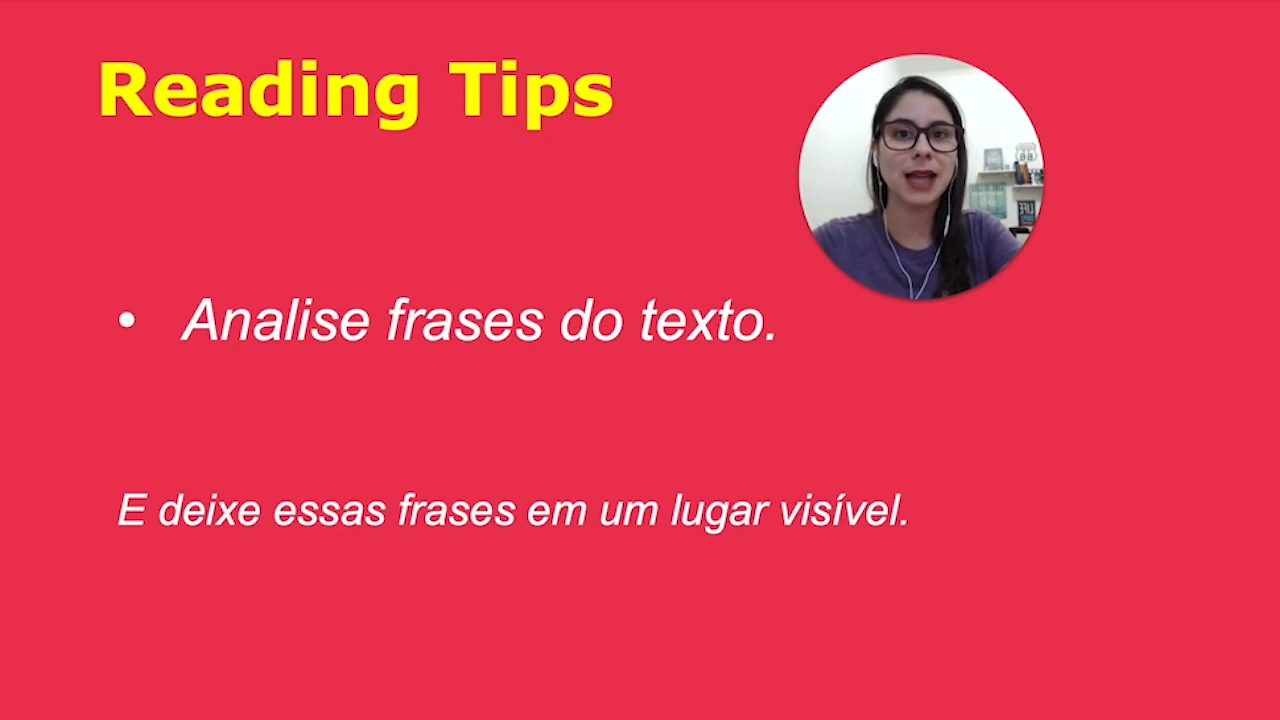 Reading Tips
• Analise frases do texto.
E deixe essas frases em um lugar visível.